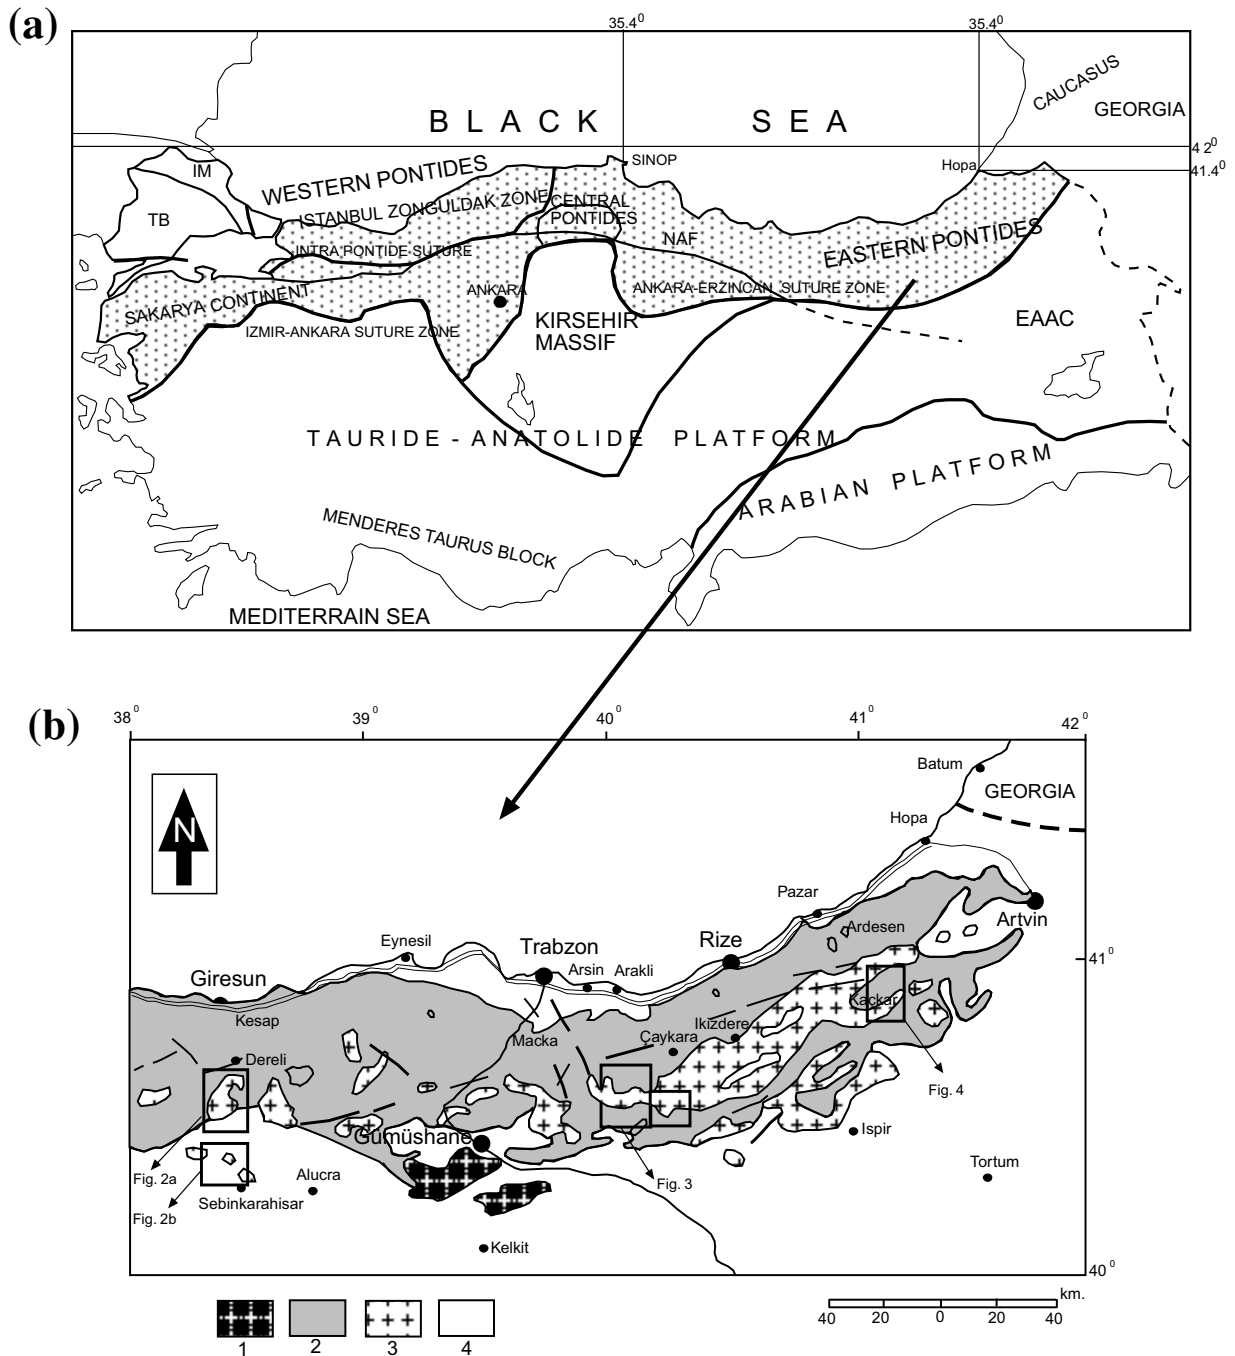 (a)
35.4⁰
35.4⁰
BLACK SEA
CAUCASUS
GEORGIA
42⁰
41.4⁰
SINOP
Hopa
IM
TB
WESTERN PONTIDES
ISTANBUL ZONGULDAK ZONE
CENTRAL
PONTIDES
INTRA PONTIDE SUTURE
NAF
EASTERN PONTIDES
SAKARYA CONTINENT
ANKARA
ANKARA-ERZINCAN SUTURE ZONE
IZMIR-ANKARA SUTURE ZONE
KIRSEHIR
MASSIF
EAAC
TAURIDE - ANATOLIDE PLATFORM
ARABIAN PLATFORM
MENDERES TAURUS BLOCK
MEDITERRAIN SEA
(b)
38⁰
39⁰
40⁰
41⁰
42⁰
N
Batum
GEORGIA
Hopa
Pazar
Ardesen
Artvin
Eynesil
Trabzon
Rize
Arsin
Arakli
41⁰
Giresun
Kesap
Kaçkar
Macka
Çaykara
Ikizdere
Dereli
Fig. 4
Gümüshane
Ispir
Fig. 2a
Alucra
Fig. 3
Tortum
Sebinkarahisar
Fig. 2b
Kelkit
40⁰
1
2
3
4
km.
40 20 0 20 40